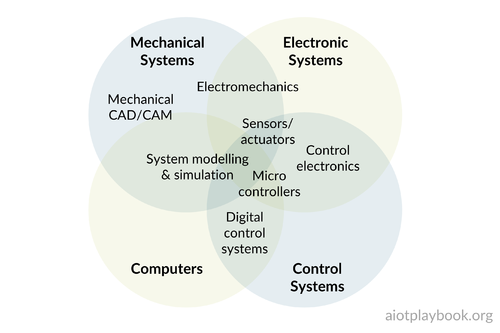 Mechanical
Systems
Electronic
Systems
Electromechanics
Mechanical
CAD/CAM
Sensors/
actuators
Control
electronics
System modelling
& simulation
Micro
controllers
Digital
control
systems
Computers
Control
Systems
aiotplaybook.org